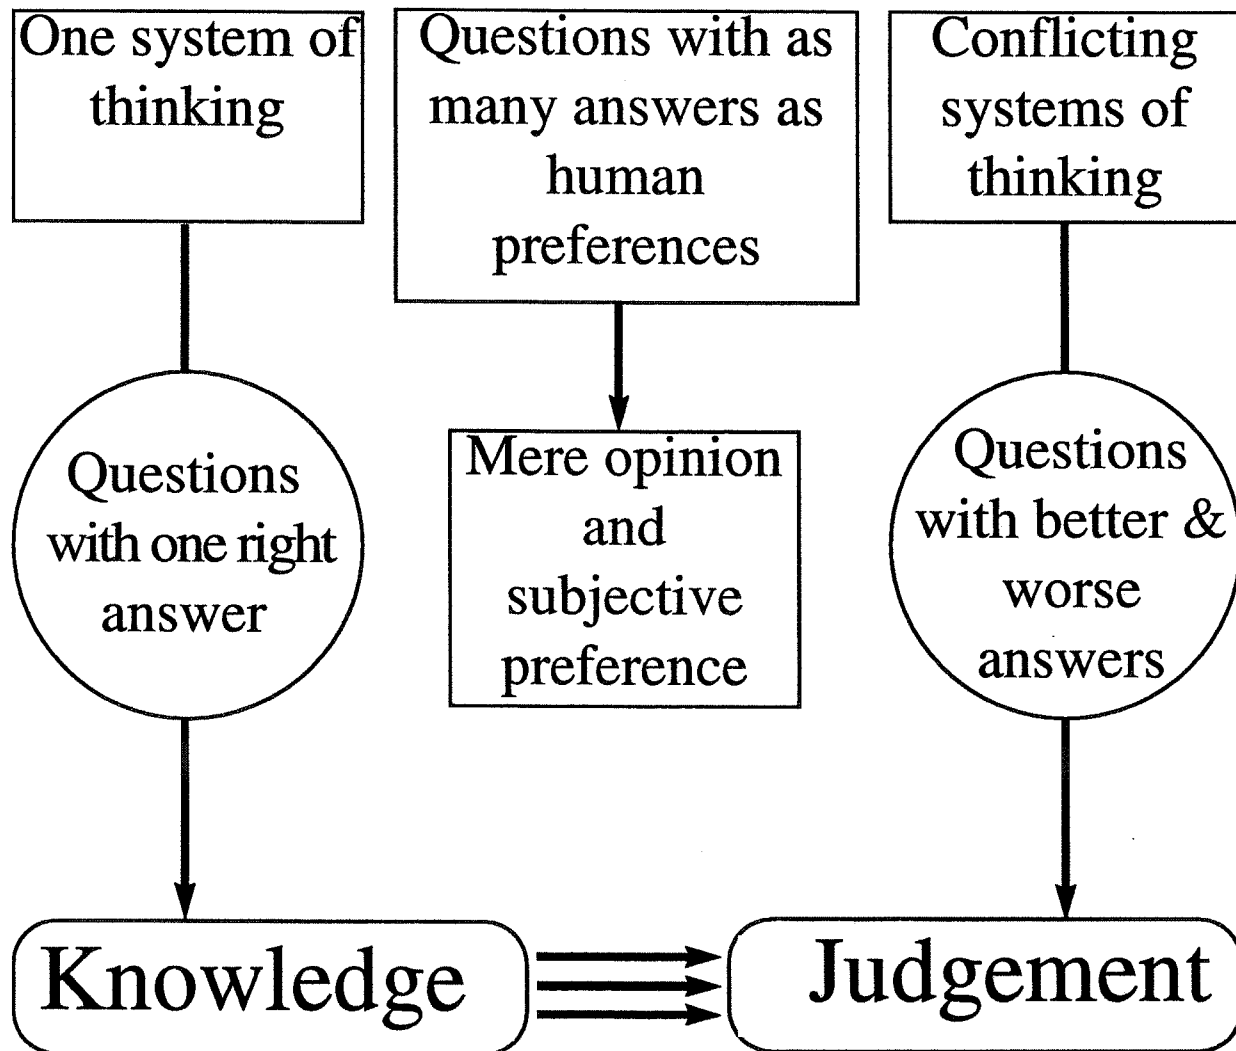 One system of
thinking
Questions with as
many answers as
human
preferences
Conflicting
systems of
thinking
Questions
with one right
answer
Mere opinion
and
subjective
preference
Questions
with better &
worse
answers
Knowledge
Judgement